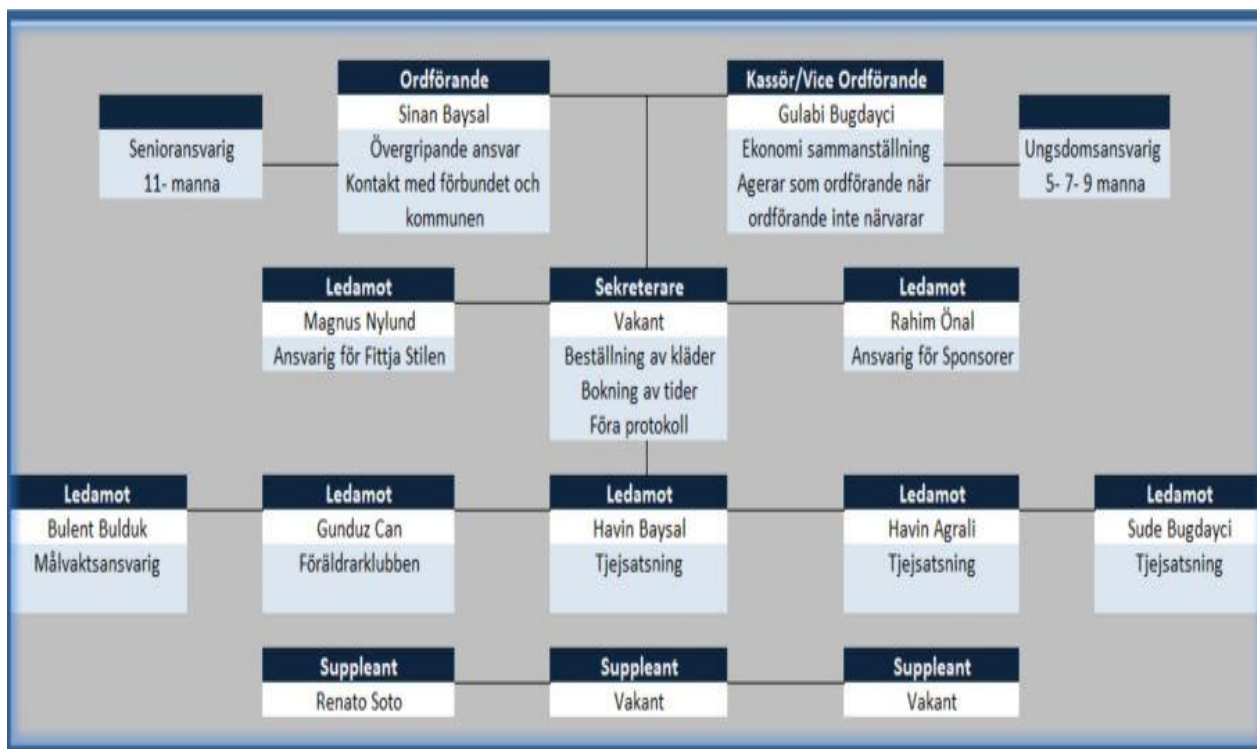 Ordförande
Sinan Baysal
Övergripande ansvar
Kontakt med förbundet och
kommunen
Kassör/Vice Ordförande
Gulabi Bugdayci
Ekonomi sammanställning
Agerar som ordförande när
ordförande inte närvarar
Senioransvarig
11- manna
Ungsdomsansvarig
5- 7- 9 manna
Ledamot
Magnus Nylund
Ansvarig för Fittja Stilen
Sekreterare
Vakant
Beställning av kläder
Bokning av tider
Föra protokoll
Ledamot
Rahim Önal
Ansvarig för Sponsorer
Ledamot
Bulent Bulduk
Målvaktsansvarig
Ledamot
Gunduz Can
Föräldrarklubben
Ledamot
Havin Baysal
Tjejsatsning
Ledamot
Havin Agrali
Tjejsatsning
Ledamot
Sude Bugdayci
Tjejsatsning
Suppleant
Renato Soto
Suppleant
Vakant
Suppleant
Vakant